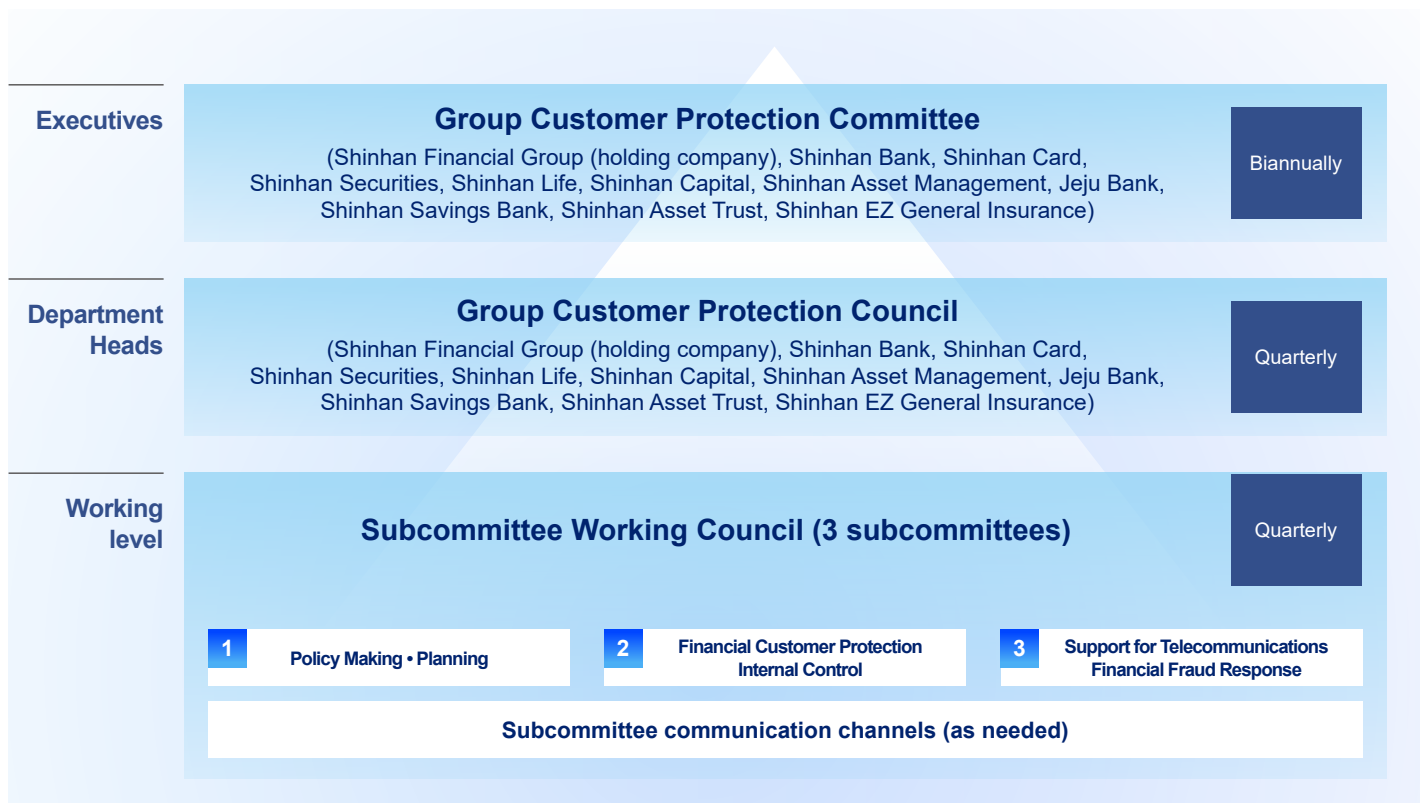 Executives
Group Customer Protection Committee
(Shinhan Financial Group (holding company), Shinhan Bank, Shinhan Card,
Shinhan Securities, Shinhan Life, Shinhan Capital, Shinhan Asset Management, Jeju Bank,
Shinhan Savings Bank, Shinhan Asset Trust, Shinhan EZ General Insurance)
Biannually
Department
Heads
Group Customer Protection Council
(Shinhan Financial Group (holding company), Shinhan Bank, Shinhan Card,
Shinhan Securities, Shinhan Life, Shinhan Capital, Shinhan Asset Management, Jeju Bank,
Shinhan Savings Bank, Shinhan Asset Trust, Shinhan EZ General Insurance)
Quarterly
Working
level
Subcommittee Working Council (3 subcommittees)
Quarterly
1
Policy Making • Planning
2
Financial Customer Protection
Internal Control
3
Support for Telecommunications
Financial Fraud Response
Subcommittee communication channels (as needed)